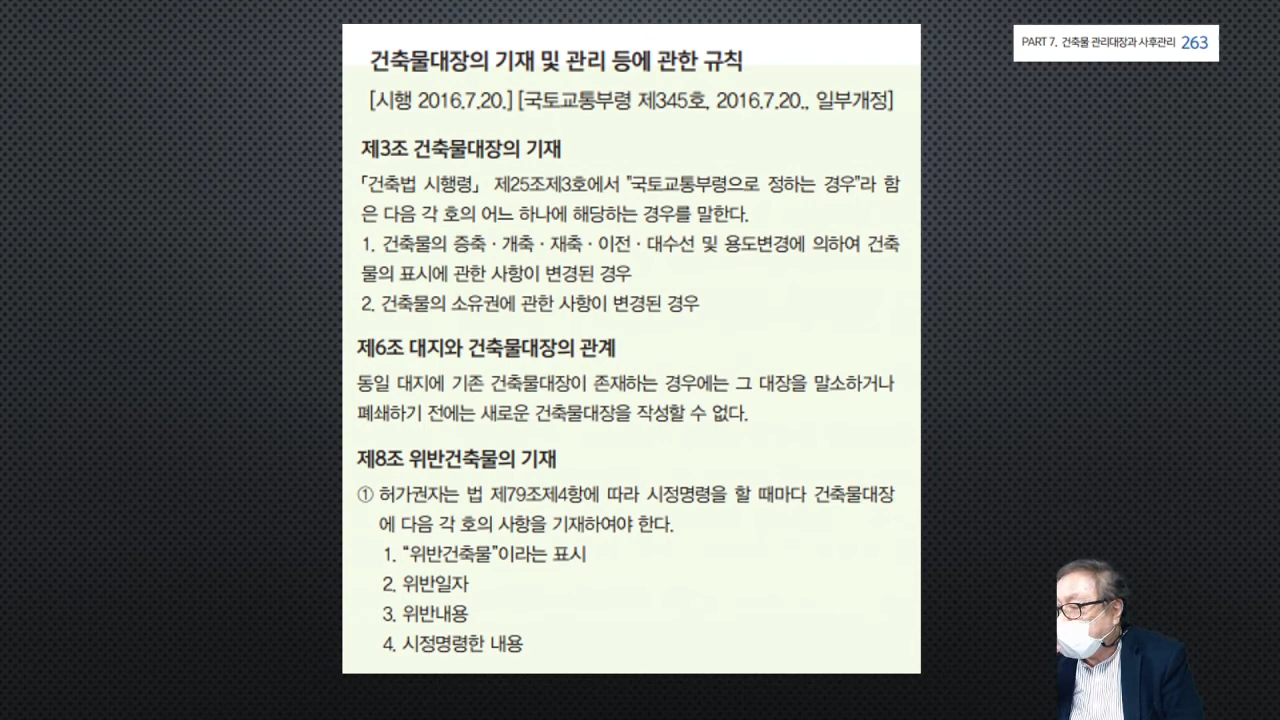 PART 7. 건축물 관리대장과 사후관리 263
건축물대장의 기재 및 관리 등에 관한 규칙
[시행 2016.7.20.] [국토교통부령 제345호, 2016.7.20., 일부개정]
제3조 건축물대장의 기재
「건축법 시행령」 제25조제3호에서 "국토교통부령으로 정하는 경우"라 함
은 다음 각 호의 어느 하나에 해당하는 경우를 말한다.
1. 건축물의 증축·개축·재축·이전·대수선 및 용도변경에 의하여 건축
물의 표시에 관한 사항이 변경된 경우
2. 건축물의 소유권에 관한 사항이 변경된 경우
제6조 대지와 건축물대장의 관계
동일 대지에 기존 건축물대장이 존재하는 경우에는 그 대장을 말소하거나
폐쇄하기 전에는 새로운 건축물대장을 작성할 수 없다.
제8조 위반건축물의 기재
① 허가권자는 법 제79조제4항에 따라 시정명령을 할 때마다 건축물대장
에 다음 각 호의 사항을 기재하여야 한다.
1. “위반건축물”이라는 표시
2. 위반일자
3. 위반내용
4. 시정명령한 내용